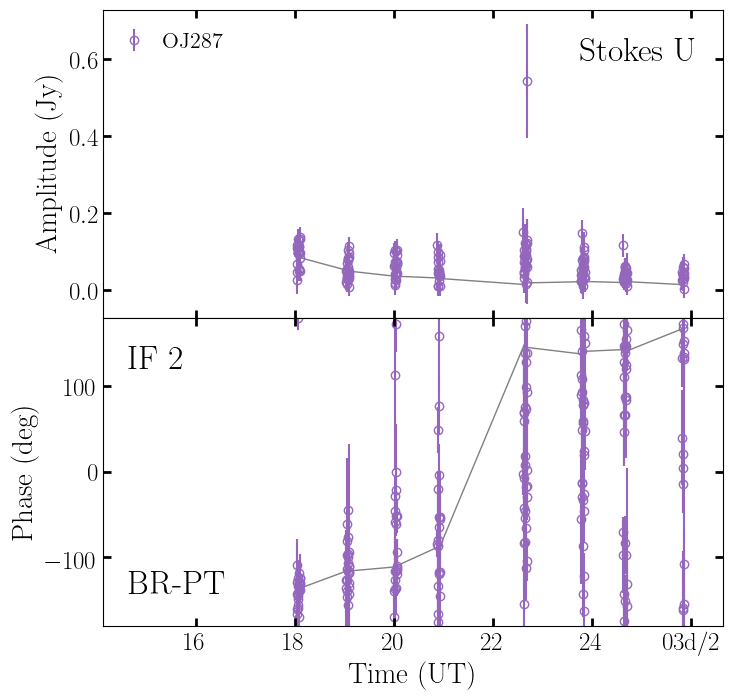 OJ287
Stokes U
Amplitude (Jy)
0.6
0.4
0.2
0.0
IF 2
BR-PT
Phase (deg)
100
0
−100
16 18 20 22 24 03d/2
Time (UT)